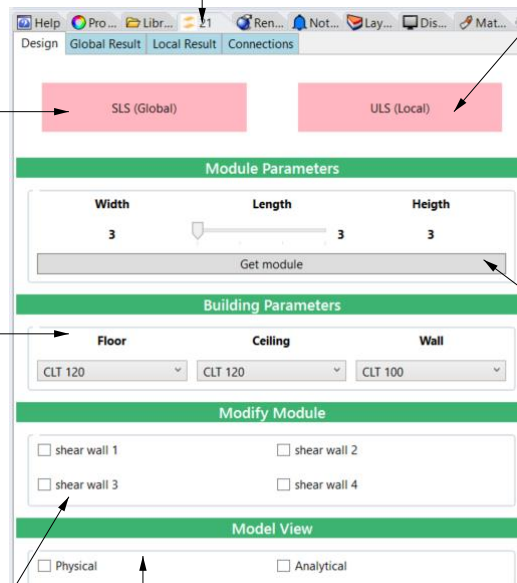 Help Pro... Libr... 21 Ren... Not... Lay... Dis... Mat...
Design Global Result Local Result Connections
SLS (Global) ULS (Local)
Module Parameters
Width Length Heigth
3 3 3
Get module
Building Parameters
Floor Ceiling Wall
CLT 120 CLT 120 CLT 100
Modify Module
shear wall 1 shear wall 2
shear wall 3 shear wall 4
Model View
Physical Analytical